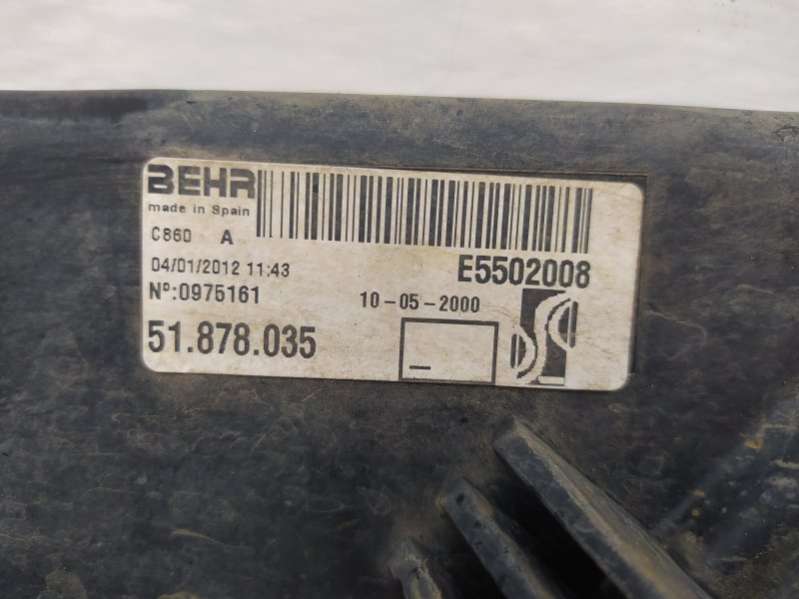 BEHR
made in Spain
C860 A
04/01/2012 11:43
E5502008
Nº:0975161
10-05-2000
51.878.035